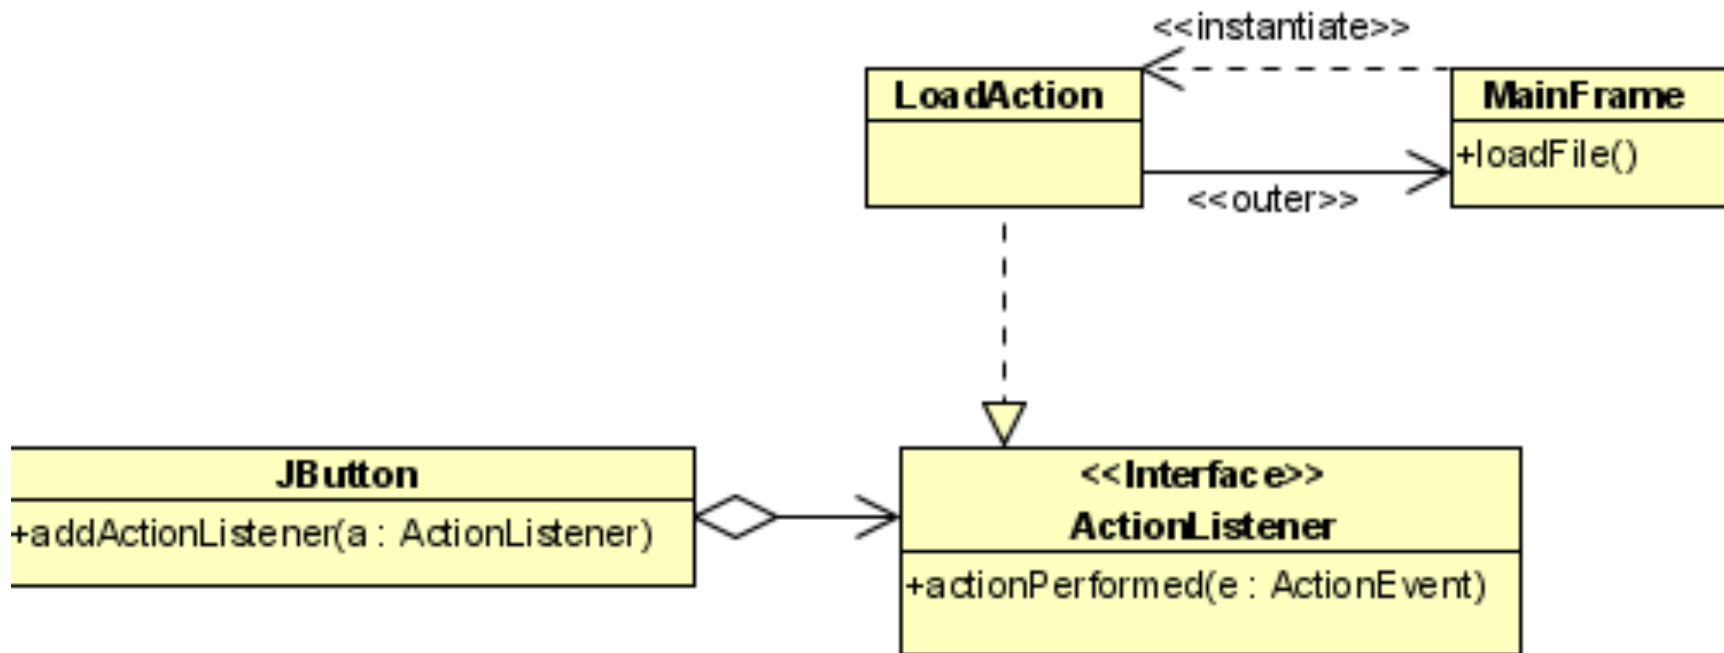 <<instantiate>>
LoadAction
MainFrame
+loadFile()
<<outer>>
JButton
+addActionListener(a : ActionListener)
<<Interface>>
ActionListener
+actionPerformed(e : ActionEvent)